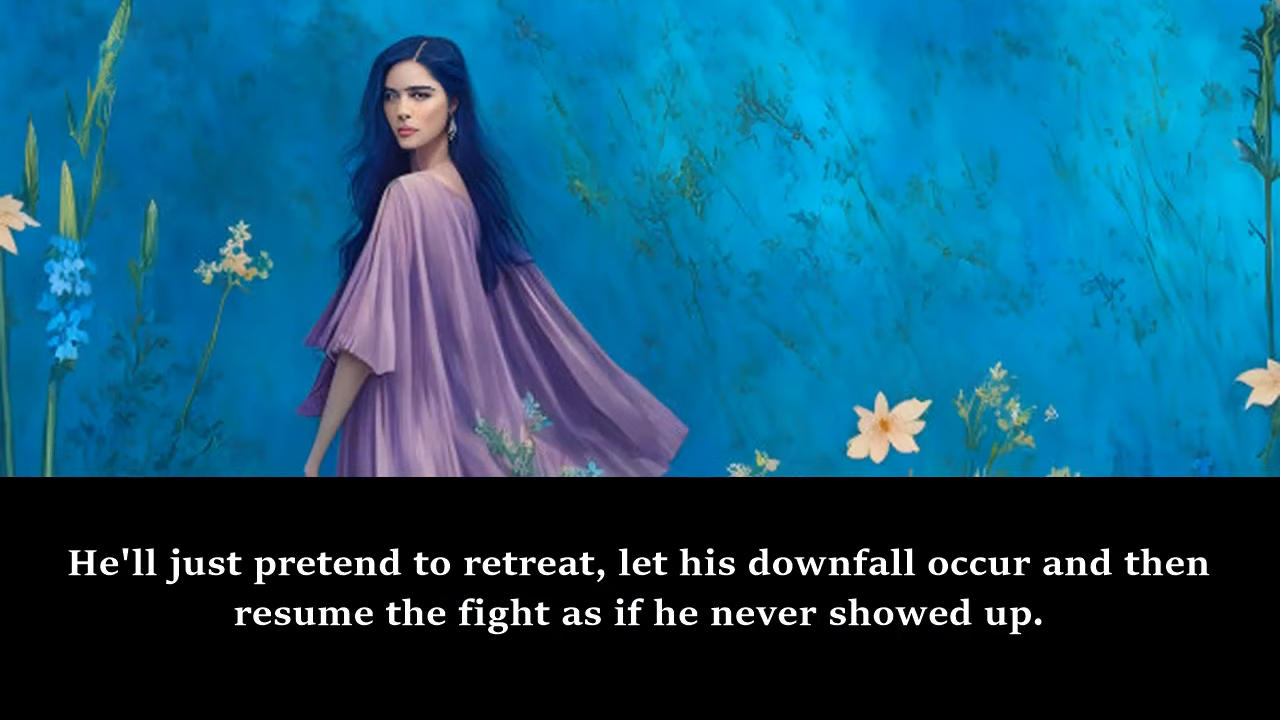 He'll just pretend to retreat, let his downfall occur and then
resume the fight as if he never showed up.